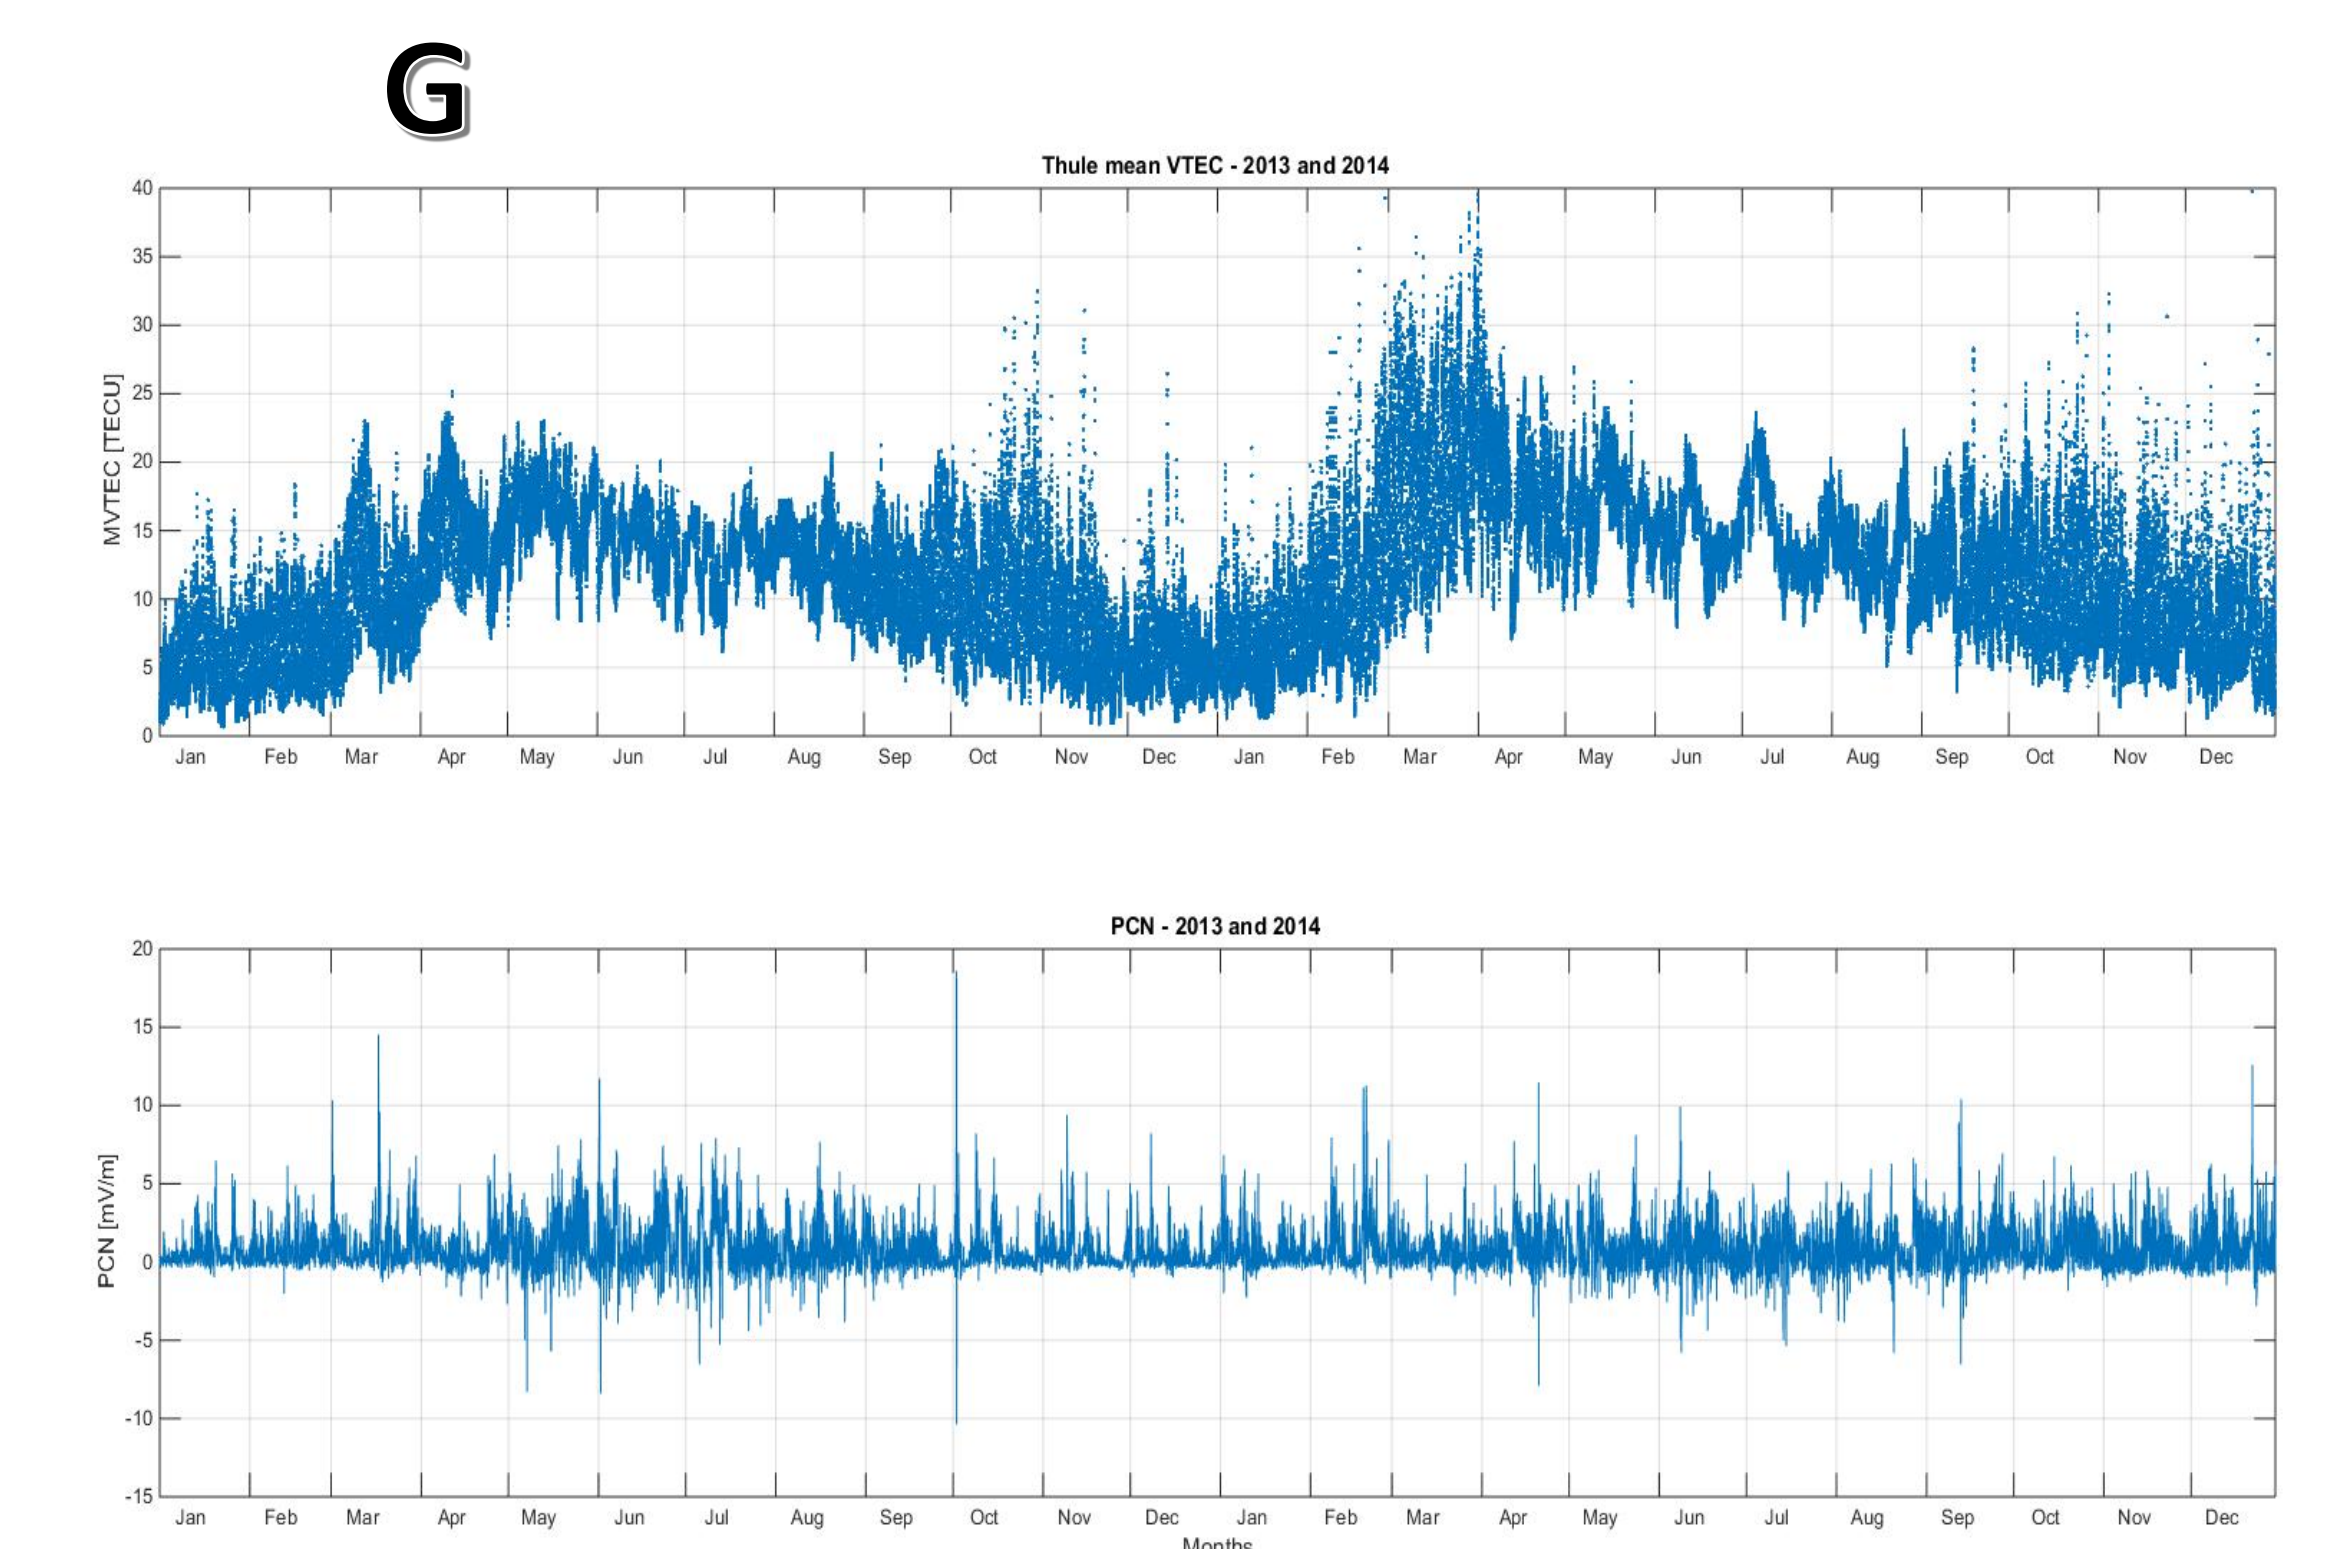 G
Thule mean VTEC - 2013 and 2014
40
35
30
25
20
15
10
5
0
MVTEC [TECU]
Jan Feb Mar Apr May Jun Jul Aug Sep Oct Nov Dec Jan Feb Mar Apr May Jun Jul Aug Sep Oct Nov Dec
PCN - 2013 and 2014
20
15
10
5
0
-5
-10
-15
PCN [mV/m]
Jan Feb Mar Apr May Jun Jul Aug Sep Oct Nov Dec Jan Feb Mar Apr May Jun Jul Aug Sep Oct Nov Dec
Months